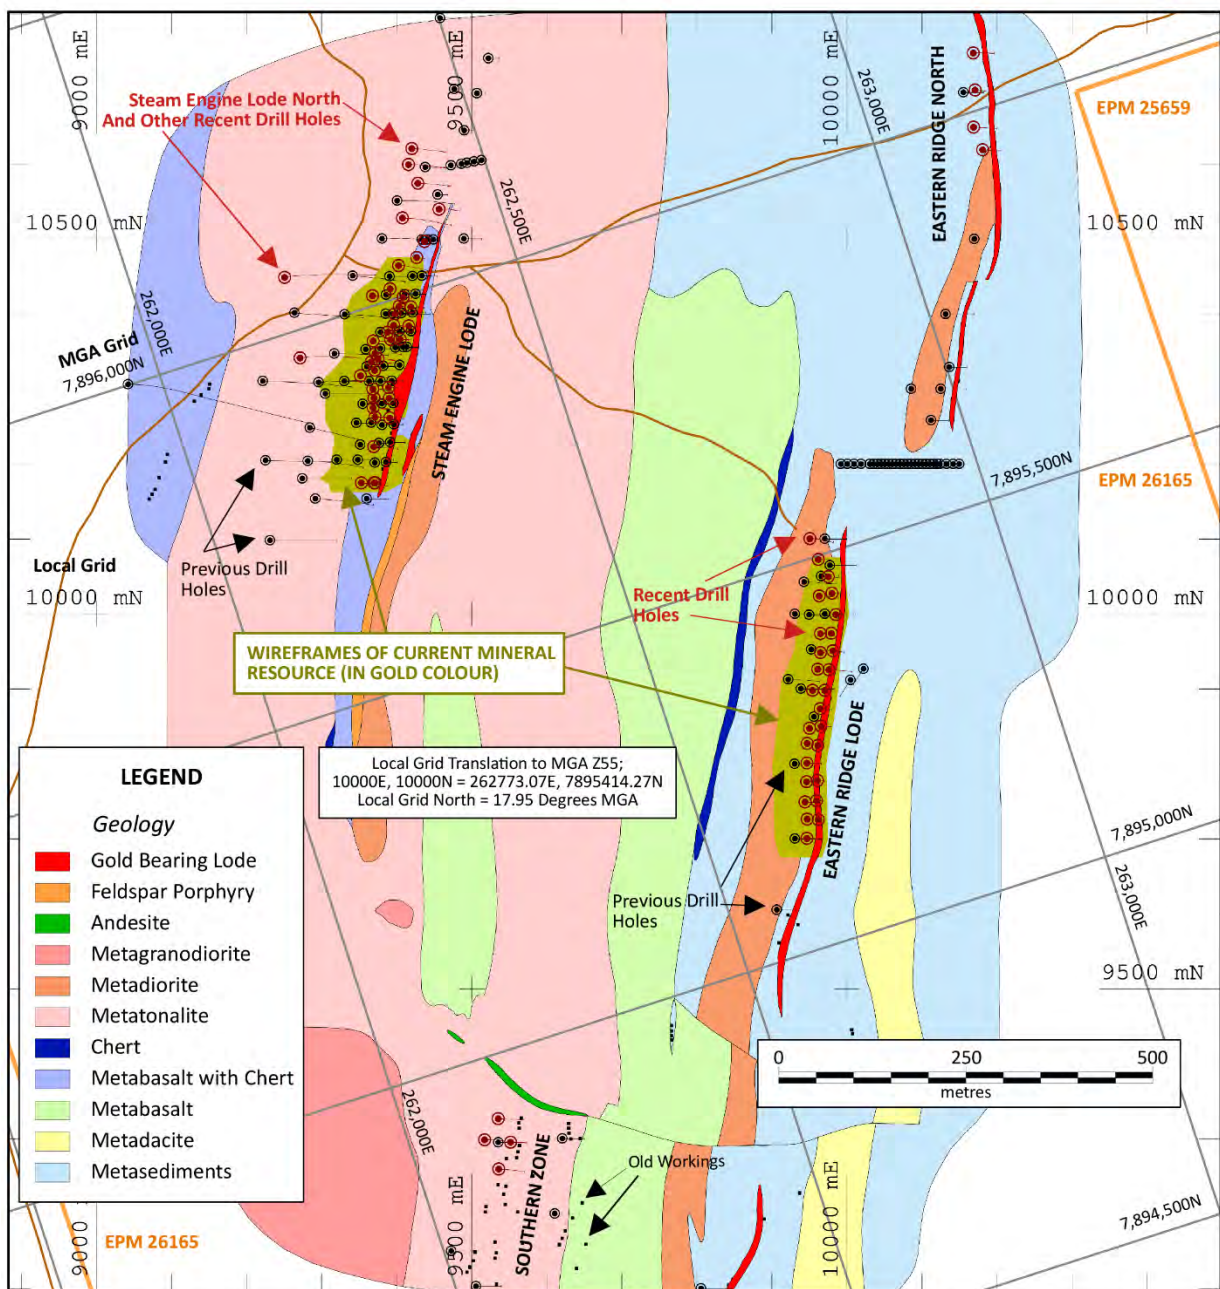 9000 mE
9500 mE
10000 mE
263,000E
EASTERN RIDGE NORTH
EPM 25659
Steam Engine Lode North
And Other Recent Drill Holes
262,500E
10500 mN
10500 mN
262,000E
MGA Grid
7,896,000N
STEAM ENGINE LODE
7,895,500N
EPM 26165
Previous Drill
Holes
Local Grid
10000 mN
Recent Drill
Holes
10000 mN
WIREFRAMES OF CURRENT MINERAL
RESOURCE (IN GOLD COLOUR)
EASTERN RIDGE LODE
Local Grid Translation to MGA Z55;
10000E, 10000N = 262773.07E, 7895414.27N
Local Grid North = 17.95 Degrees MGA
7,895,000N
263,000E
Previous Drill
Holes
9500 mN
LEGEND
Geology
Gold Bearing Lode
Feldspar Porphyry
Andesite
Metagranodiorite
Metadiorite
Metatonalite
Chert
Metabasalt with Chert
Metabasalt
Metadacite
Metasediments
0 250 500
metres
262,000E
SOUTHERN ZONE
Old Workings
7,894,500N
9000 mE
EPM 26165
9500 mE
10000 mE